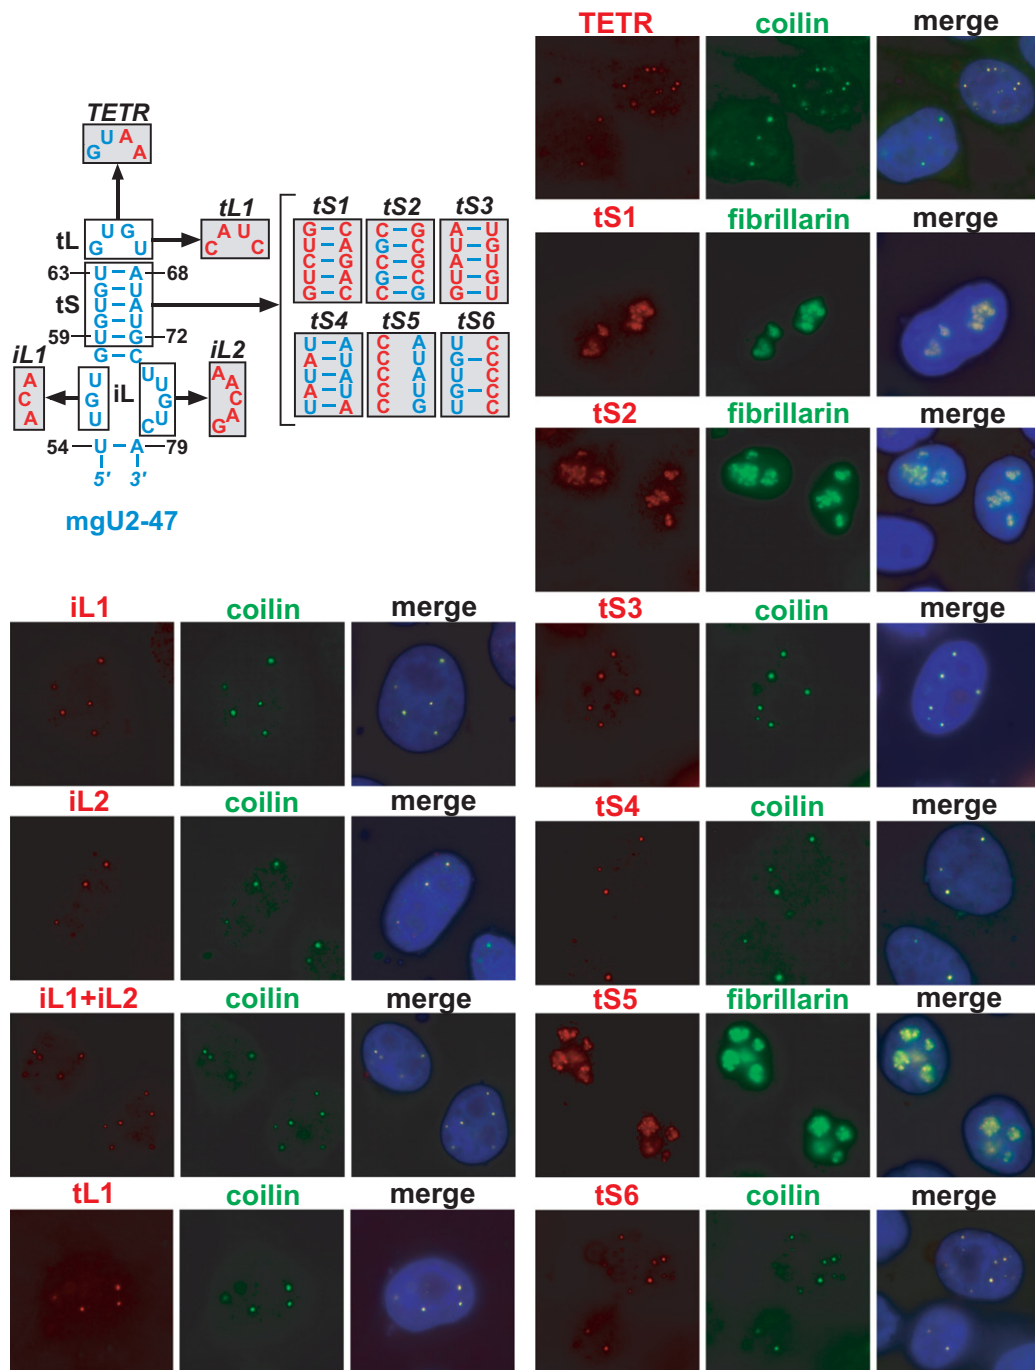 TETR
U A
G A
tL
U G
G U
tL1
A U
C C
63 U – A 68
tS
G U
U A
G U
59 U – G 72
G – C
iL1
A
C
A
U
G
U
iL
U
U
G
U
C
iL2
A
A
C
A
G
54 U – A 79
5' 3'
mgU2-47
tS1
G – C
U – A
C – G
U – A
G – C
tS2
C – G
G – C
C – G
G – C
C – G
tS3
A – U
U – G
U – U
A – G
G – U
tS4
U – A
A – U
U – A
A – U
U – A
tS5
C A
C U
C A
C U
C G
tS6
U C
G – C
U C
G – C
U C
TETR coilin merge
tS1 fibrillarin merge
tS2 fibrillarin merge
iL1 coilin merge
tS3 coilin merge
iL2 coilin merge
tS4 coilin merge
iL1+iL2 coilin merge
tS5 fibrillarin merge
tL1 coilin merge
tS6 coilin merge